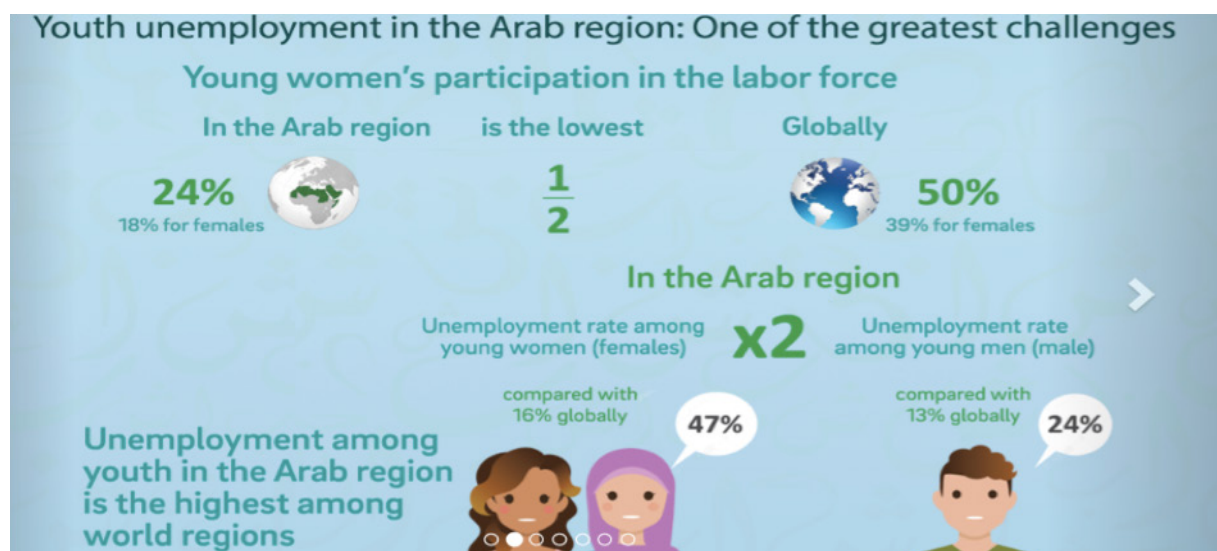 Youth unemployment in the Arab region: One of the greatest challenges
Young women's participation in the labor force
In the Arab region
is the lowest
Globally
24%
18% for females
1
2
50%
39% for females
In the Arab region
Unemployment rate among
young women (females)
x2
Unemployment rate
among young men (male)
compared with
16% globally
47%
compared with
13% globally
24%
Unemployment among
youth in the Arab region
is the highest among
world regions